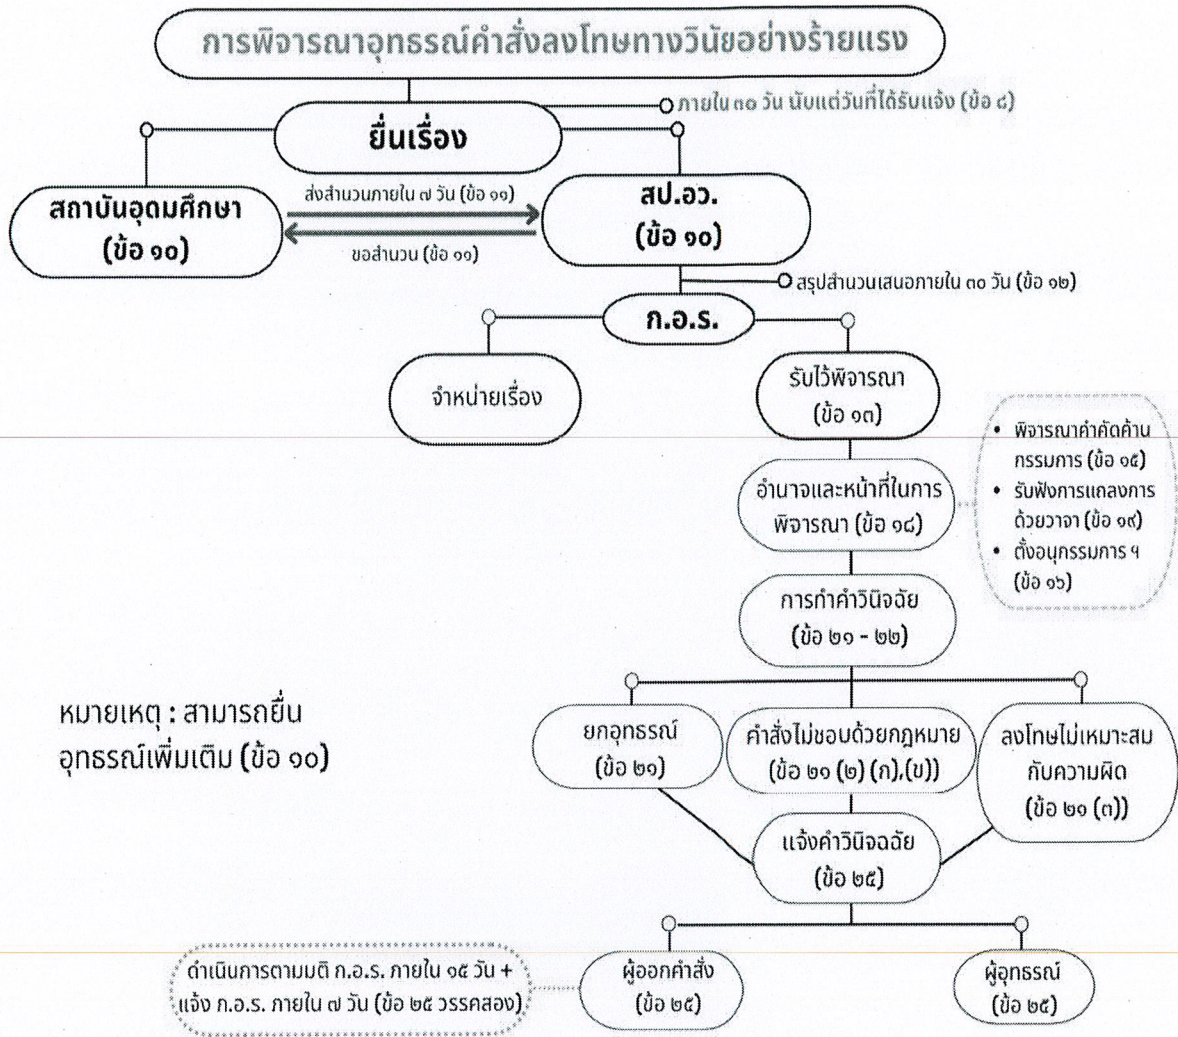 การพิจารณาอุทธรณ์คำสั่งลงโทษทางวินัยอย่างร้ายแรง
ภายใน ๓๐ วัน นับแต่วันที่ได้รับแจ้ง (ข้อ ๘)
ยื่นเรื่อง
สถาบันอุดมศึกษา
(ข้อ ๑๐)
ส่งสำนวนภายใน ๗ วัน (ข้อ ๑๑)
ขอสำนวน (ข้อ ๑๑)
สป.อว.
(ข้อ ๑๐)
สรุปสำนวนเสนอภายใน ๓๐ วัน (ข้อ ๑๒)
ก.อ.ร.
จำหน่ายเรื่อง
รับไว้พิจารณา
(ข้อ ๑๓)
อำนาจและหน้าที่ในการ
พิจารณา (ข้อ ๑๘)
• พิจารณาคำคัดค้าน
กรรมการ (ข้อ ๑๕)
• รับฟังการแถลงการ
ด้วยวาจา (ข้อ ๑๙)
• ตั้งอนุกรรมการ ฯ
(ข้อ ๑๖)
การทำคำวินิจฉัย
(ข้อ ๒๑ - ๒๒)
หมายเหตุ : สามารถยื่น
อุทธรณ์เพิ่มเติม (ข้อ ๑๐)
ยกอุทธรณ์
(ข้อ ๒๑)
คำสั่งไม่ชอบด้วยกฎหมาย
(ข้อ ๒๑ (๒) (ก),(ข))
ลงโทษไม่เหมาะสม
กับความผิด
(ข้อ ๒๑ (๓))
แจ้งคำวินิจฉฉัย
(ข้อ ๒๕)
ดำเนินการตามมติ ก.อ.ร. ภายใน ๑๕ วัน +
แจ้ง ก.อ.ร. ภายใน ๗ วัน (ข้อ ๒๕ วรรคสอง)
ผู้ออกคำสั่ง
(ข้อ ๒๕)
ผู้อุทธรณ์
(ข้อ ๒๕)